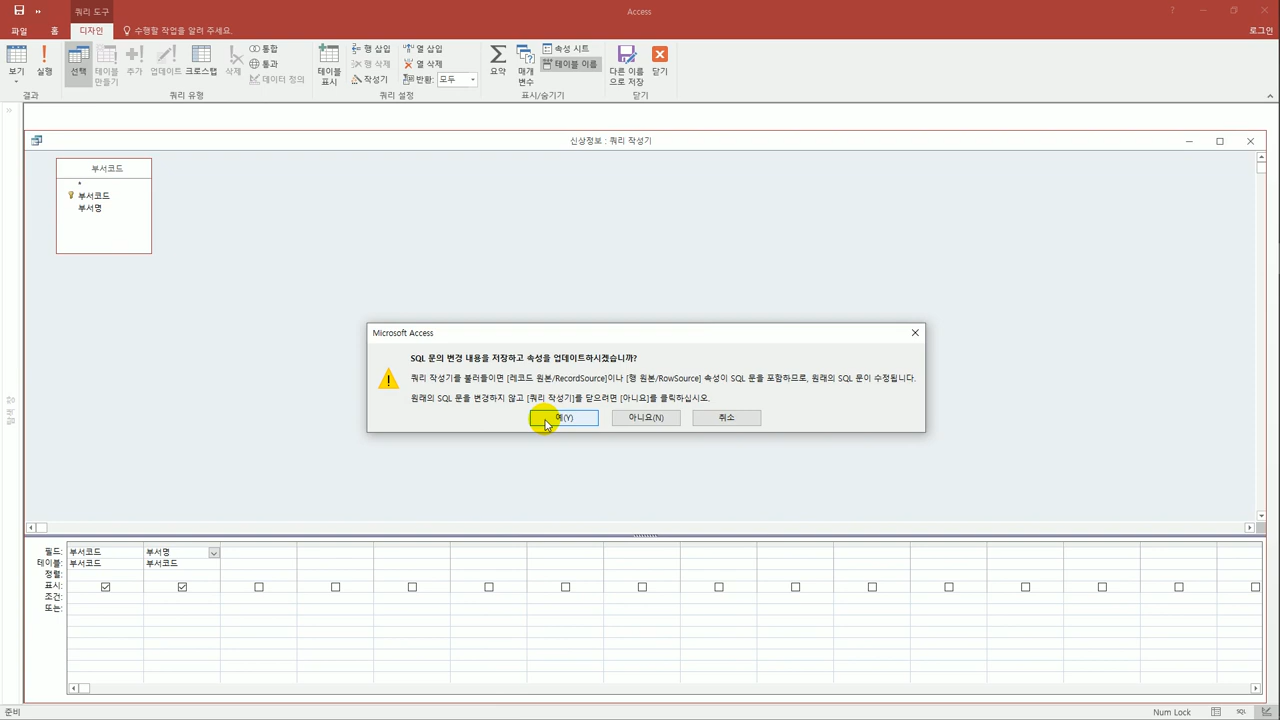 쿼리 도구
Access
파일
홈
디자인
수행할 작업을 알려 주세요.
로그인
보기
실행
선택
테이블
만들기
추가
업데이트
크로스탭
삭제
통합
통과
데이터 정의
테이블
표시
행 삽입
행 삭제
작성기
열 삽입
열 삭제
반환:
모두
요약
매개
변수
속성 시트
테이블 이름
다른 이름
으로 저장
닫기
결과
쿼리 유형
쿼리 설정
표시/숨기기
닫기
신상정보 : 쿼리 작성기
부서코드
*
부서코드
부서명
Microsoft Access
SQL 문의 변경 내용을 저장하고 속성을 업데이트하시겠습니까?
쿼리 작성기를 불러들이면 [레코드 원본/RecordSource]이나 [행 원본/RowSource] 속성이 SQL 문을 포함하므로, 원래의 SQL 문이 수정됩니다.
원래의 SQL 문을 변경하지 않고 [쿼리 작성기]를 닫으려면 [아니요]를 클릭하십시오.
예(Y)
아니요(N)
취소
탐색 창
필드: 부서코드 부서명
테이블: 부서코드 부서코드
정렬:
표시:
조건:
또는:
준비
Num Lock
SQL